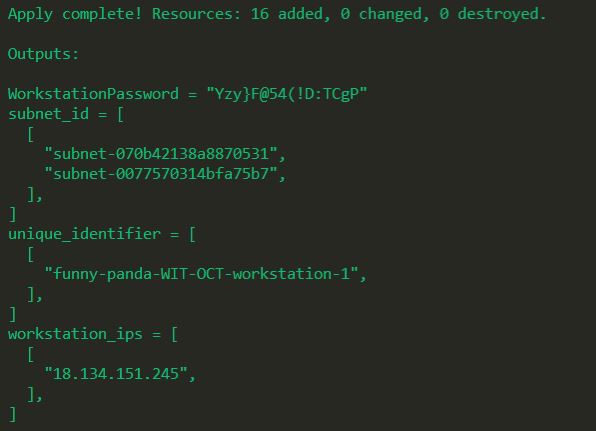 Apply complete! Resources: 16 added, 0 changed, 0 destroyed.
Outputs:
WorkstationPassword = "Yzy}F@54(!D:TCgP"
subnet_id = [
  [
    "subnet-070b42138a8870531",
    "subnet-0077570314bfa75b7",
  ],
]
unique_identifier = [
  [
    "funny-panda-WIT-OCT-workstation-1",
  ],
]
workstation_ips = [
  [
    "18.134.151.245",
  ],
]